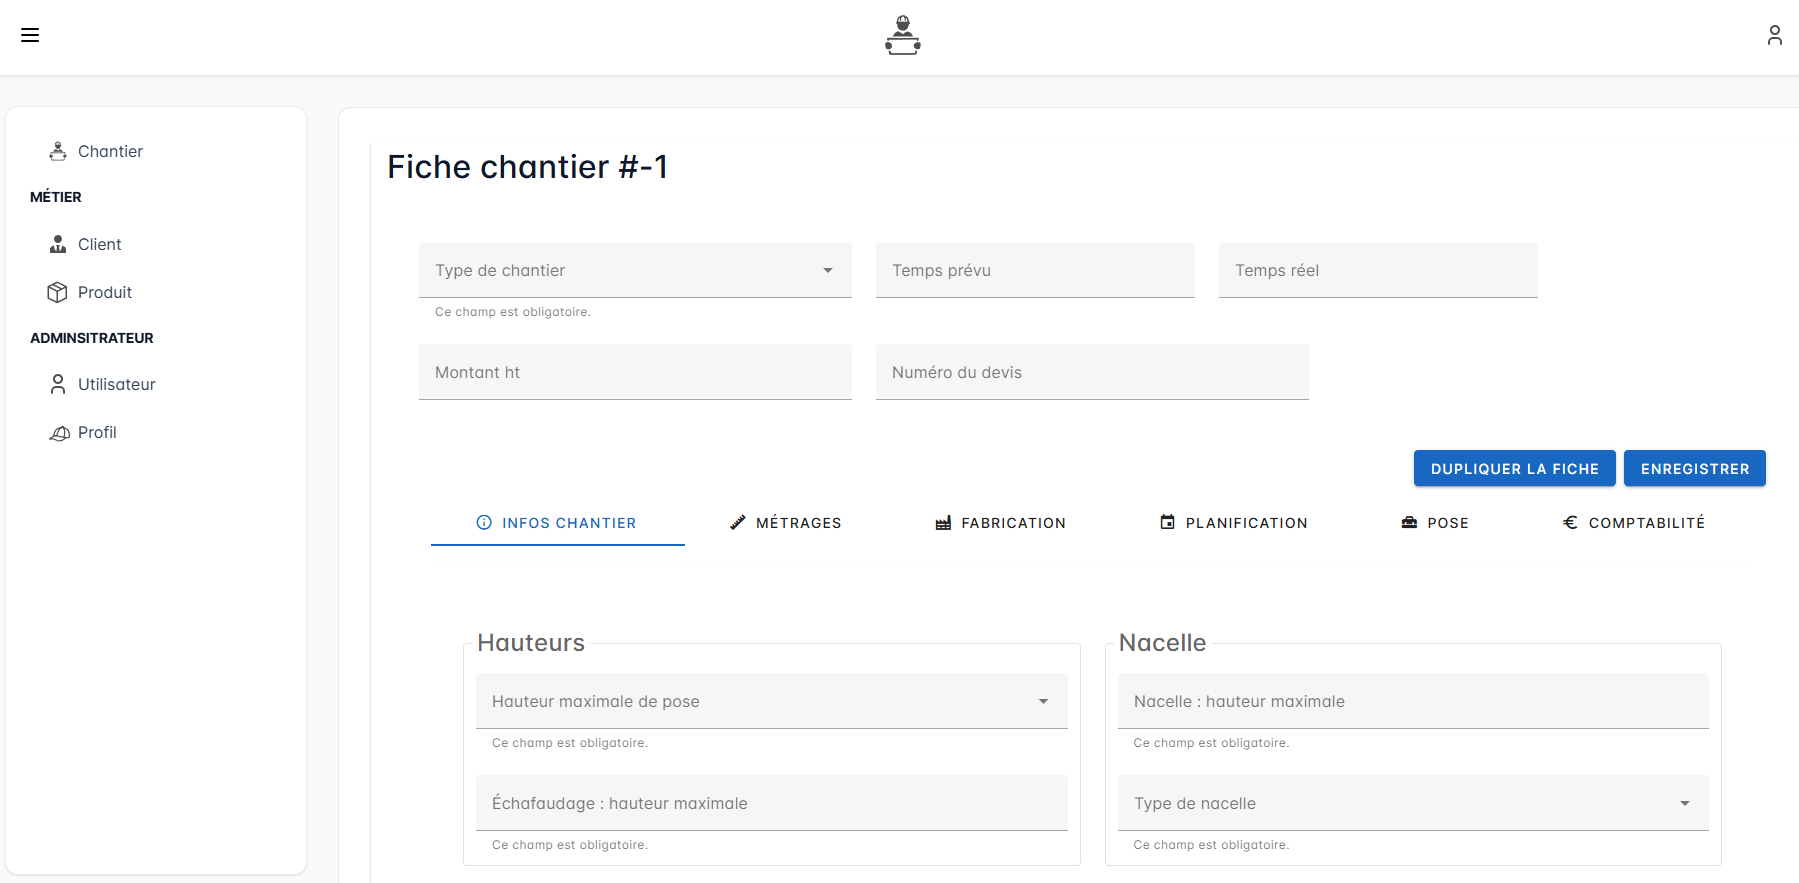 Chantier
MÉTIER
Client
Produit
ADMINSITRATEUR
Utilisateur
Profil
Fiche chantier #-1
Type de chantier
Temps prévu
Temps réel
Ce champ est obligatoire.
Montant ht
Numéro du devis
DUPLIQUER LA FICHE
ENREGISTRER
INFOS CHANTIER
MÉTRAGES
FABRICATION
PLANIFICATION
POSE
COMPTABILITÉ
Hauteurs
Hauteur maximale de pose
Ce champ est obligatoire.
Échafaudage : hauteur maximale
Ce champ est obligatoire.
Nacelle
Nacelle : hauteur maximale
Ce champ est obligatoire.
Type de nacelle
Ce champ est obligatoire.